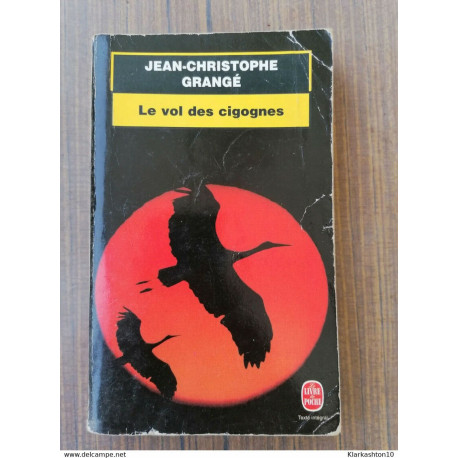 JEAN-CHRISTOPHE
GRANGÉ
Le vol des cigognes
LE LIVRE
DE POCHE
Texte intégral
www.delcampe.net
Klarkashton10